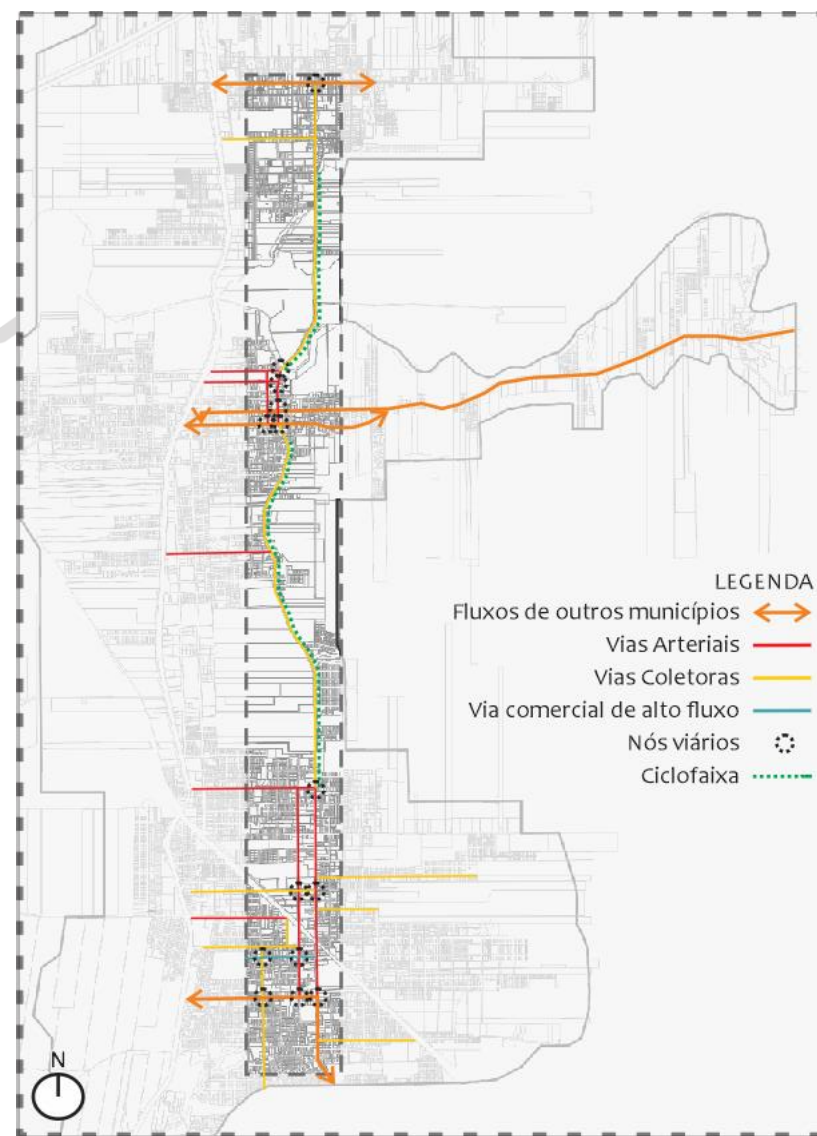 LEGENDA
Fluxos de outros municípios
Vias Arteriais
Vias Coletoras
Via comercial de alto fluxo
Nós viários
Ciclofaixa
N